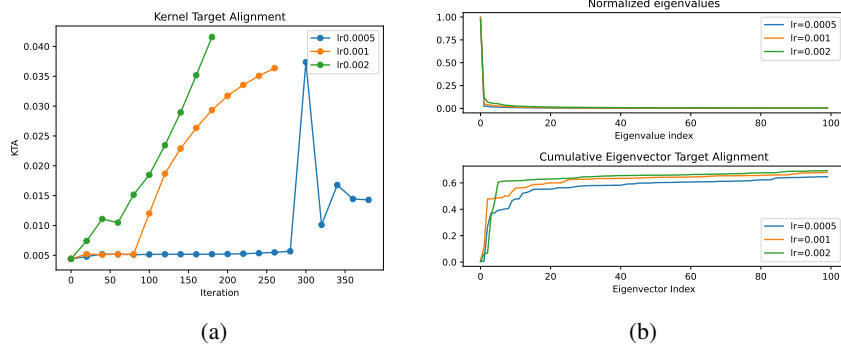 Kernel Target Alignment
0.040
0.035
0.030
0.025
0.020
0.015
0.010
0.005
KTA
0 50 100 150 200 250 300 350
Iteration
lr0.0005
lr0.001
lr0.002
(a)
Normalized eigenvalues
1.00
0.75
0.50
0.25
0.00
0 20 40 60 80 100
Eigenvalue index
lr=0.0005
lr=0.001
lr=0.002
Cumulative Eigenvector Target Alignment
0.6
0.4
0.2
0.0
0 20 40 60 80 100
Eigenvector Index
lr=0.0005
lr=0.001
lr=0.002
(b)